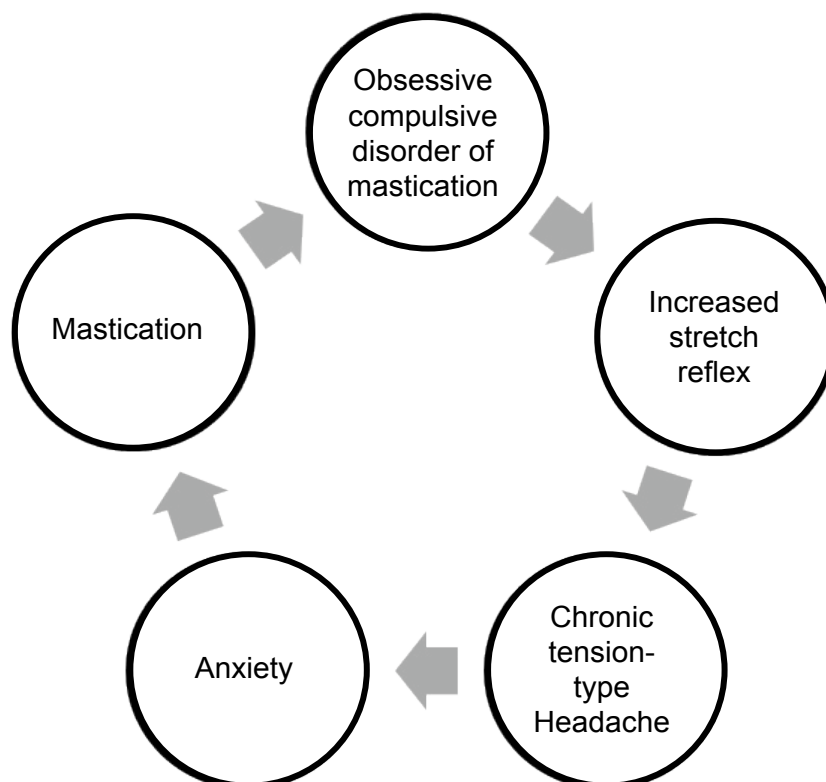 Obsessive
compulsive
disorder of
mastication
Increased
stretch
reflex
Chronic
tension-
type
Headache
Anxiety
Mastication